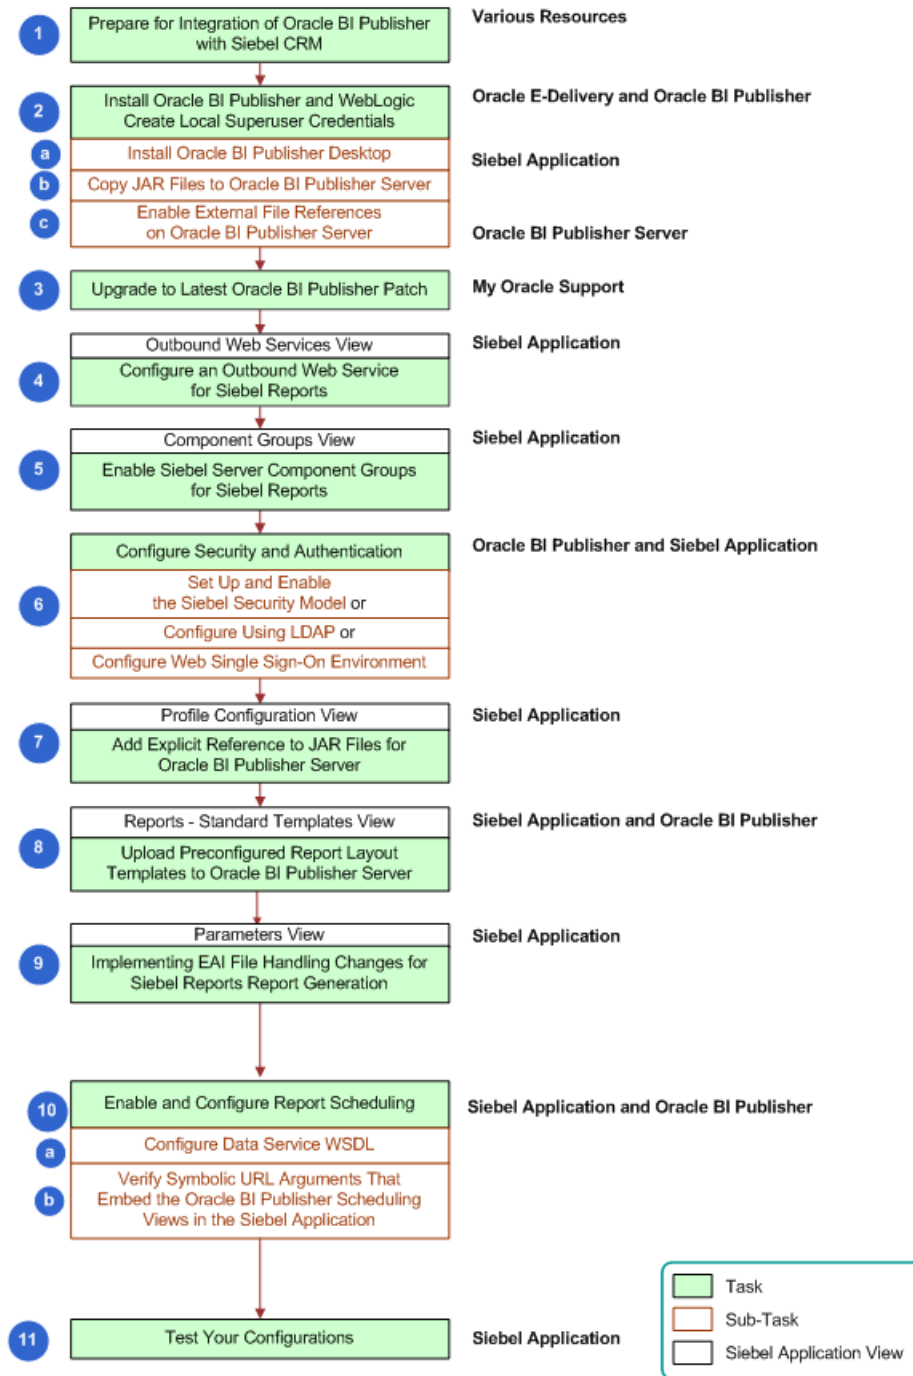 1
Prepare for Integration of Oracle BI Publisher
with Siebel CRM
Various Resources
2
Install Oracle BI Publisher and WebLogic
Create Local Superuser Credentials
Oracle E-Delivery and Oracle BI Publisher
a
Install Oracle BI Publisher Desktop
Siebel Application
b
Copy JAR Files to Oracle BI Publisher Server
c
Enable External File References
on Oracle BI Publisher Server
Oracle BI Publisher Server
3
Upgrade to Latest Oracle BI Publisher Patch
My Oracle Support
Outbound Web Services View
Siebel Application
4
Configure an Outbound Web Service
for Siebel Reports
Component Groups View
Siebel Application
5
Enable Siebel Server Component Groups
for Siebel Reports
Configure Security and Authentication
Oracle BI Publisher and Siebel Application
6
Set Up and Enable
the Siebel Security Model or
Configure Using LDAP or
Configure Web Single Sign-On Environment
Profile Configuration View
Siebel Application
7
Add Explicit Reference to JAR Files for
Oracle BI Publisher Server
Reports - Standard Templates View
Siebel Application and Oracle BI Publisher
8
Upload Preconfigured Report Layout
Templates to Oracle BI Publisher Server
Parameters View
Siebel Application
9
Implementing EAI File Handling Changes for
Siebel Reports Report Generation
10
Enable and Configure Report Scheduling
Siebel Application and Oracle BI Publisher
a
Configure Data Service WSDL
b
Verify Symbolic URL Arguments That
Embed the Oracle BI Publisher Scheduling
Views in the Siebel Application
11
Test Your Configurations
Siebel Application
Task
Sub-Task
Siebel Application View